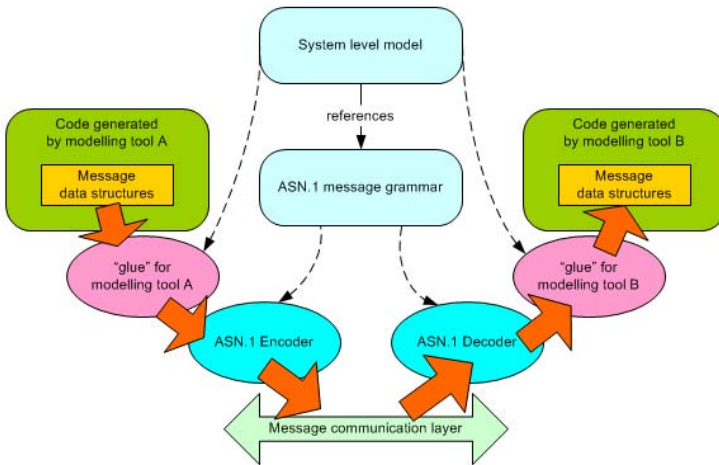 System level model
references
Code generated
by modelling tool A
Message
data structures
ASN.1 message grammar
Code generated
by modelling tool B
Message
data structures
"glue" for
modelling tool A
"glue" for
modelling tool B
ASN.1 Encoder
ASN.1 Decoder
Message communication layer